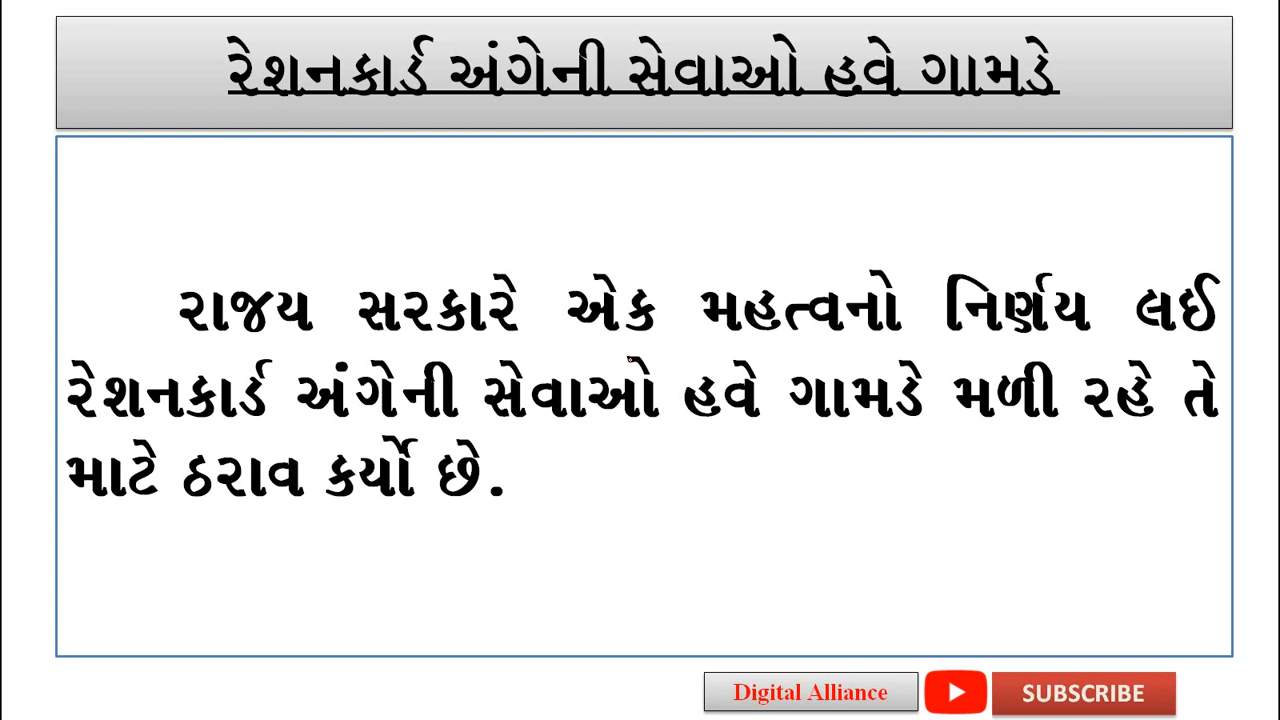 રેશનકાર્ડ અંગેની સેવાઓ હવે ગામડે
રાજય સરકારે એક મહત્વનો નિર્ણય લઈ
રેશનકાર્ડ અંગેની સેવાઓ હવે ગામડે મળી રહે તે
માટે ઠરાવ કર્યો છે.
Digital Alliance
SUBSCRIBE